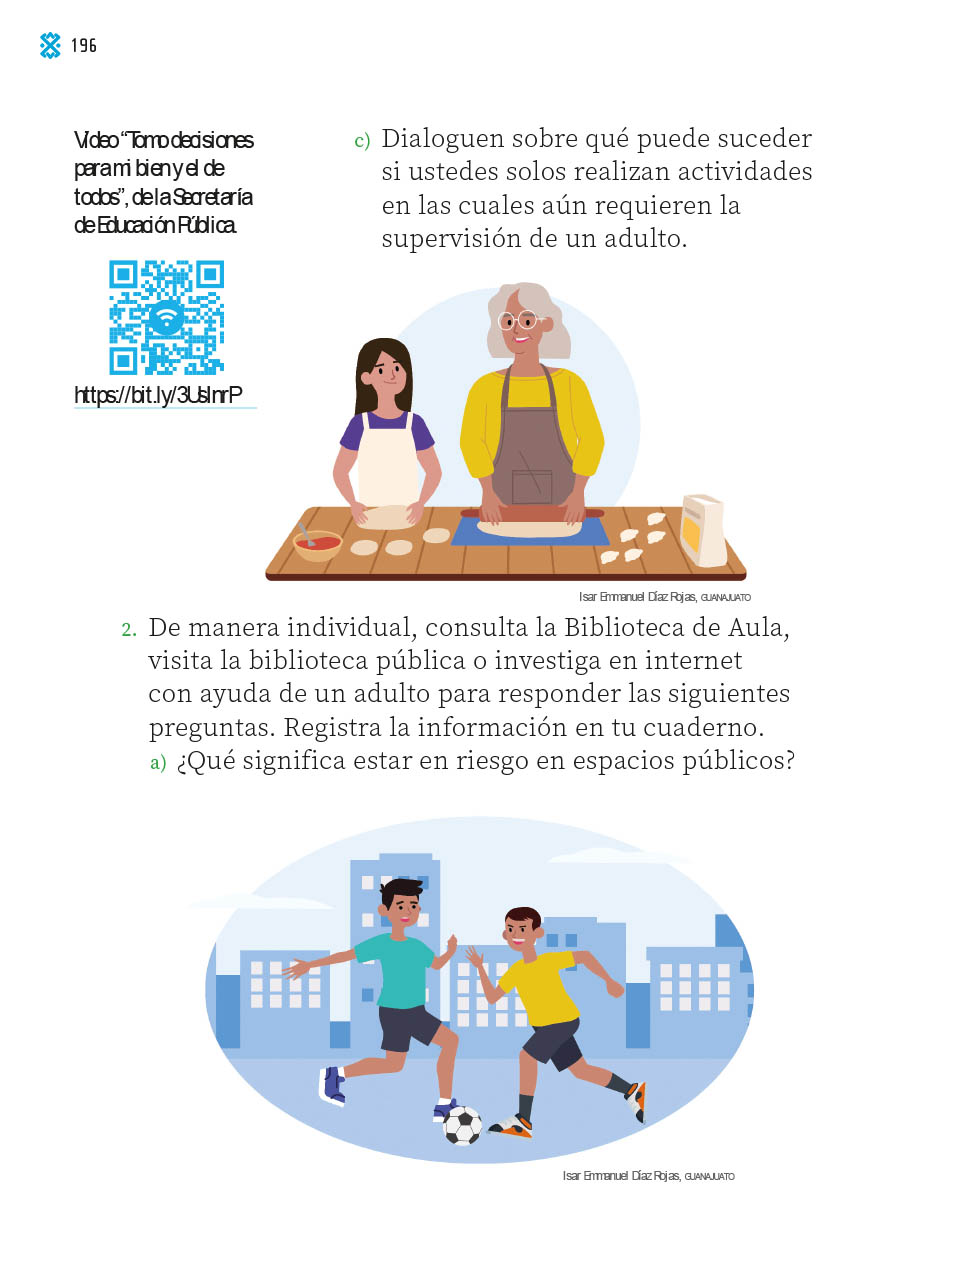 196
Video “Tomo decisiones
para mi bien y el de
todos”, de la Secretaría
de Educación Pública.
https://bit.ly/3UsInrP
c) Dialoguen sobre qué puede suceder
si ustedes solos realizan actividades
en las cuales aún requieren la
supervisión de un adulto.
Isar Emmanuel Díaz Rojas, GUANAJUATO
2. De manera individual, consulta la Biblioteca de Aula,
visita la biblioteca pública o investiga en internet
con ayuda de un adulto para responder las siguientes
preguntas. Registra la información en tu cuaderno.
a) ¿Qué significa estar en riesgo en espacios públicos?
Isar Emmanuel Díaz Rojas, GUANAJUATO